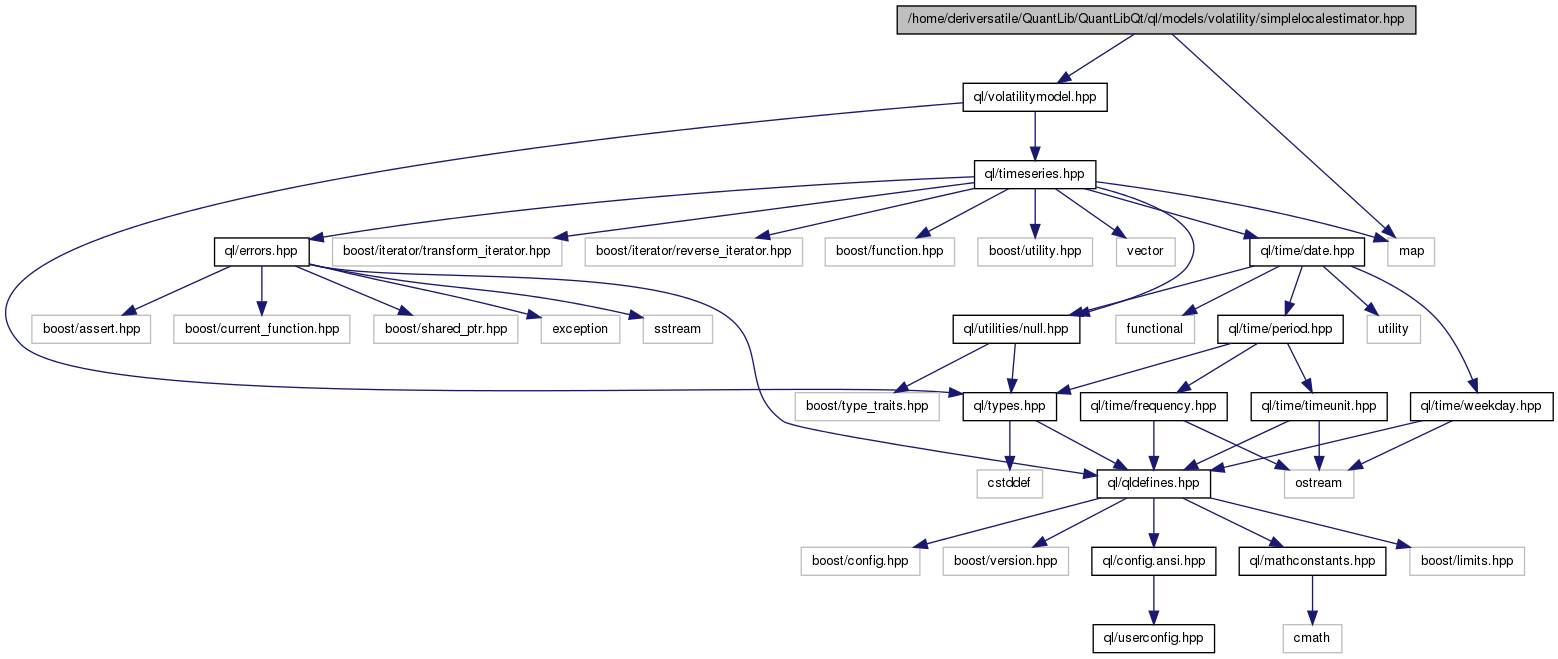 /home/deriversatile/QuantLib/QuantLibQt/ql/models/volatility/simplelocalestimator.hpp
ql/volatilitymodel.hpp
ql/timeseries.hpp
ql/errors.hpp
boost/iterator/transform_iterator.hpp
boost/iterator/reverse_iterator.hpp
boost/function.hpp
boost/utility.hpp
vector
ql/time/date.hpp
map
boost/assert.hpp
boost/current_function.hpp
boost/shared_ptr.hpp
exception
sstream
ql/utilities/null.hpp
functional
ql/time/period.hpp
utility
boost/type_traits.hpp
ql/types.hpp
ql/time/frequency.hpp
ql/time/timeunit.hpp
ql/time/weekday.hpp
cstddef
ql/qldefines.hpp
ostream
boost/config.hpp
boost/version.hpp
ql/config.ansi.hpp
ql/mathconstants.hpp
boost/limits.hpp
ql/userconfig.hpp
cmath